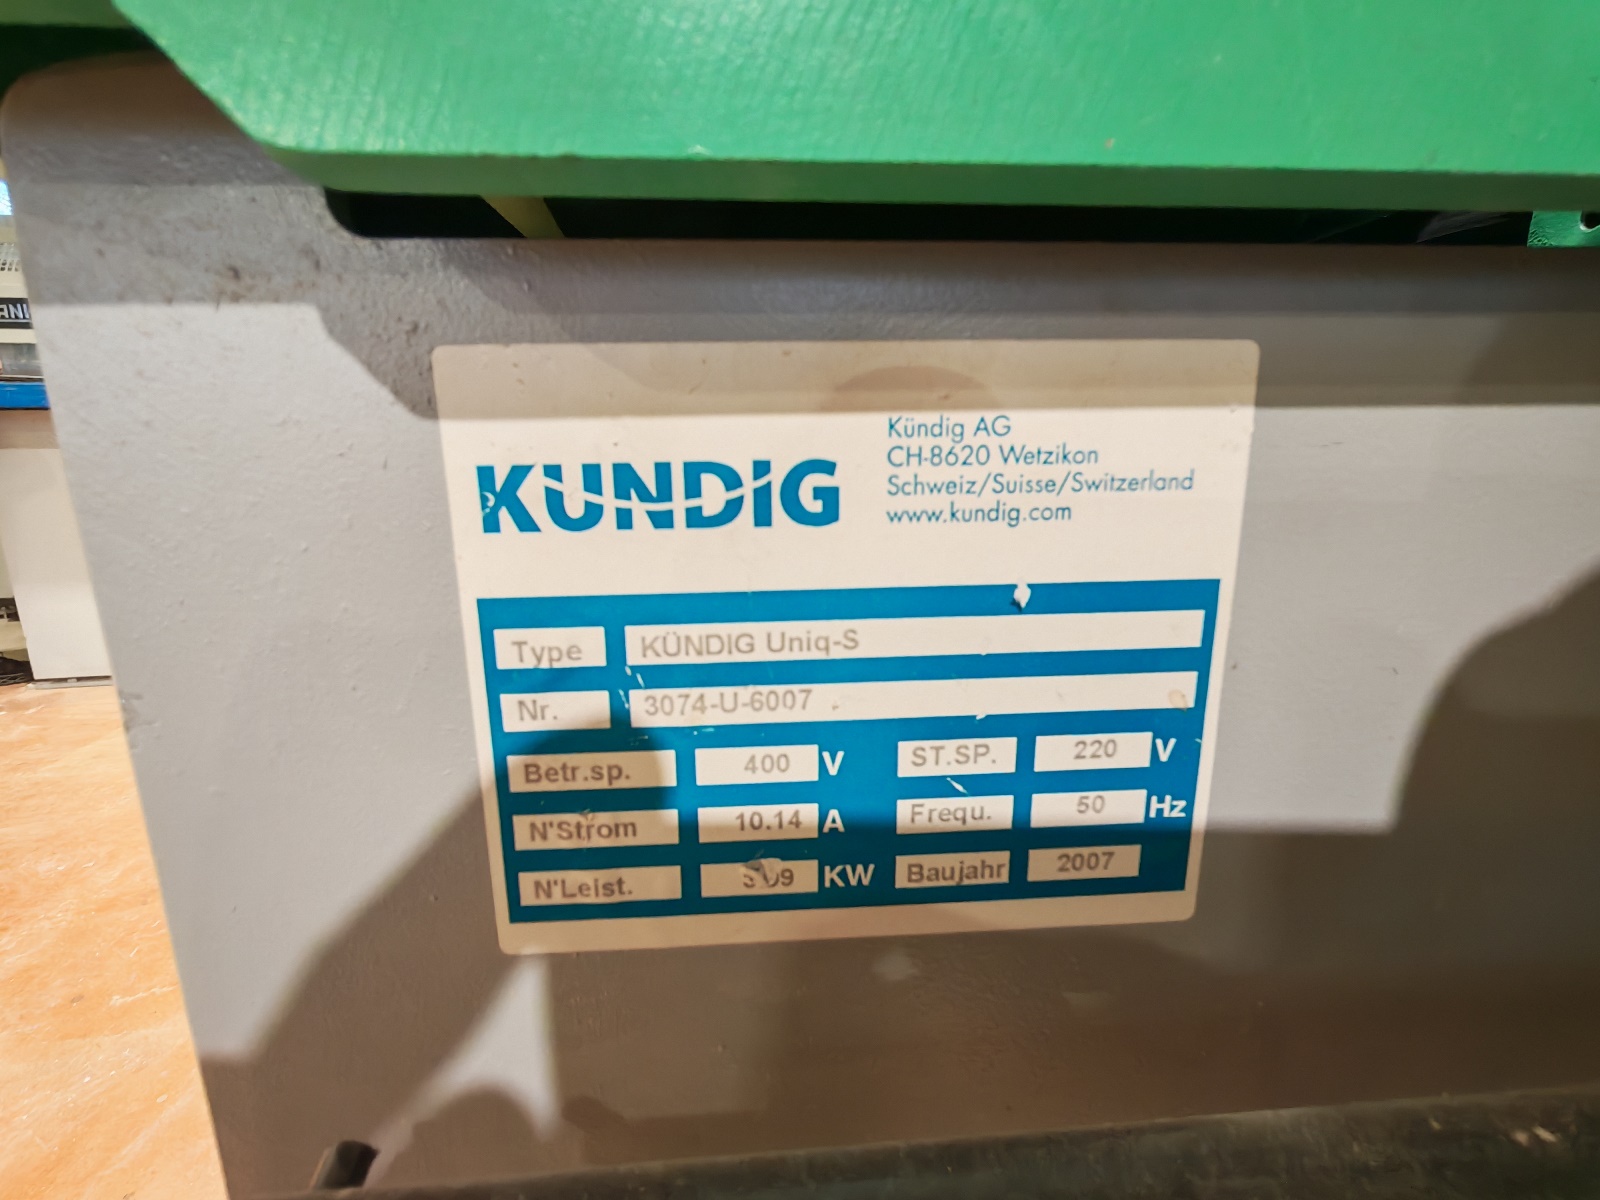 KUNDIG
Kündig AG
CH-8620 Wetzikon
Schweiz/Suisse/Switzerland
www.kundig.com
Type KÜNDIG Uniq-S
Nr. 3074-U-6007
Betr.sp. 400 V ST.SP. 220 V
N'Strom 10.14 A Frequ. 50 Hz
N'Leist. KW Baujahr 2007